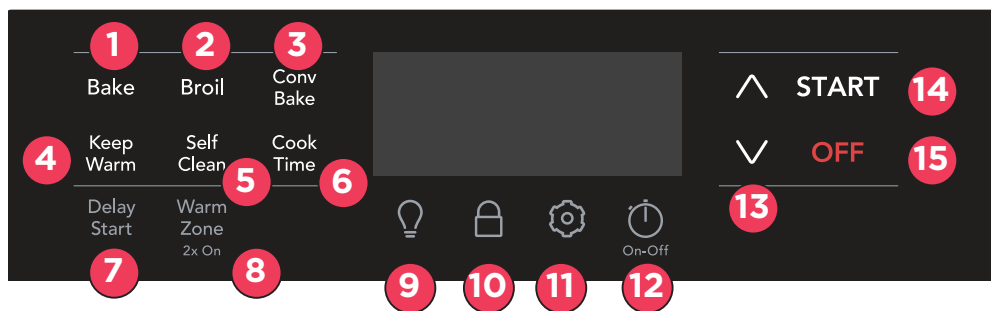 1 2 3
Bake Broil Conv
Bake
START 14
4 Keep
Warm
Self
Clean
Cook
Time
OFF 15
5 6
13
Delay
Start
Warm
Zone
2x On
On-Off
7 8 9 10 11 12